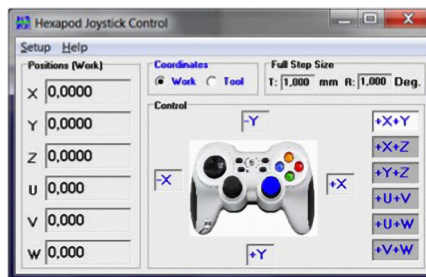 Hexapod Joystick Control
Setup Help
Positions (Work)
X 0,0000
Y 0,0000
Z 0,0000
U 0,000
V 0,000
W 0,000
Coordinates
Work Tool
Full Step Size
T: 1,000 mm R: 1,000 Deg.
Control
-Y
-X
+X
+Y
+X+Y
+X+Z
+Y+Z
+U+V
+U+W
+V+W